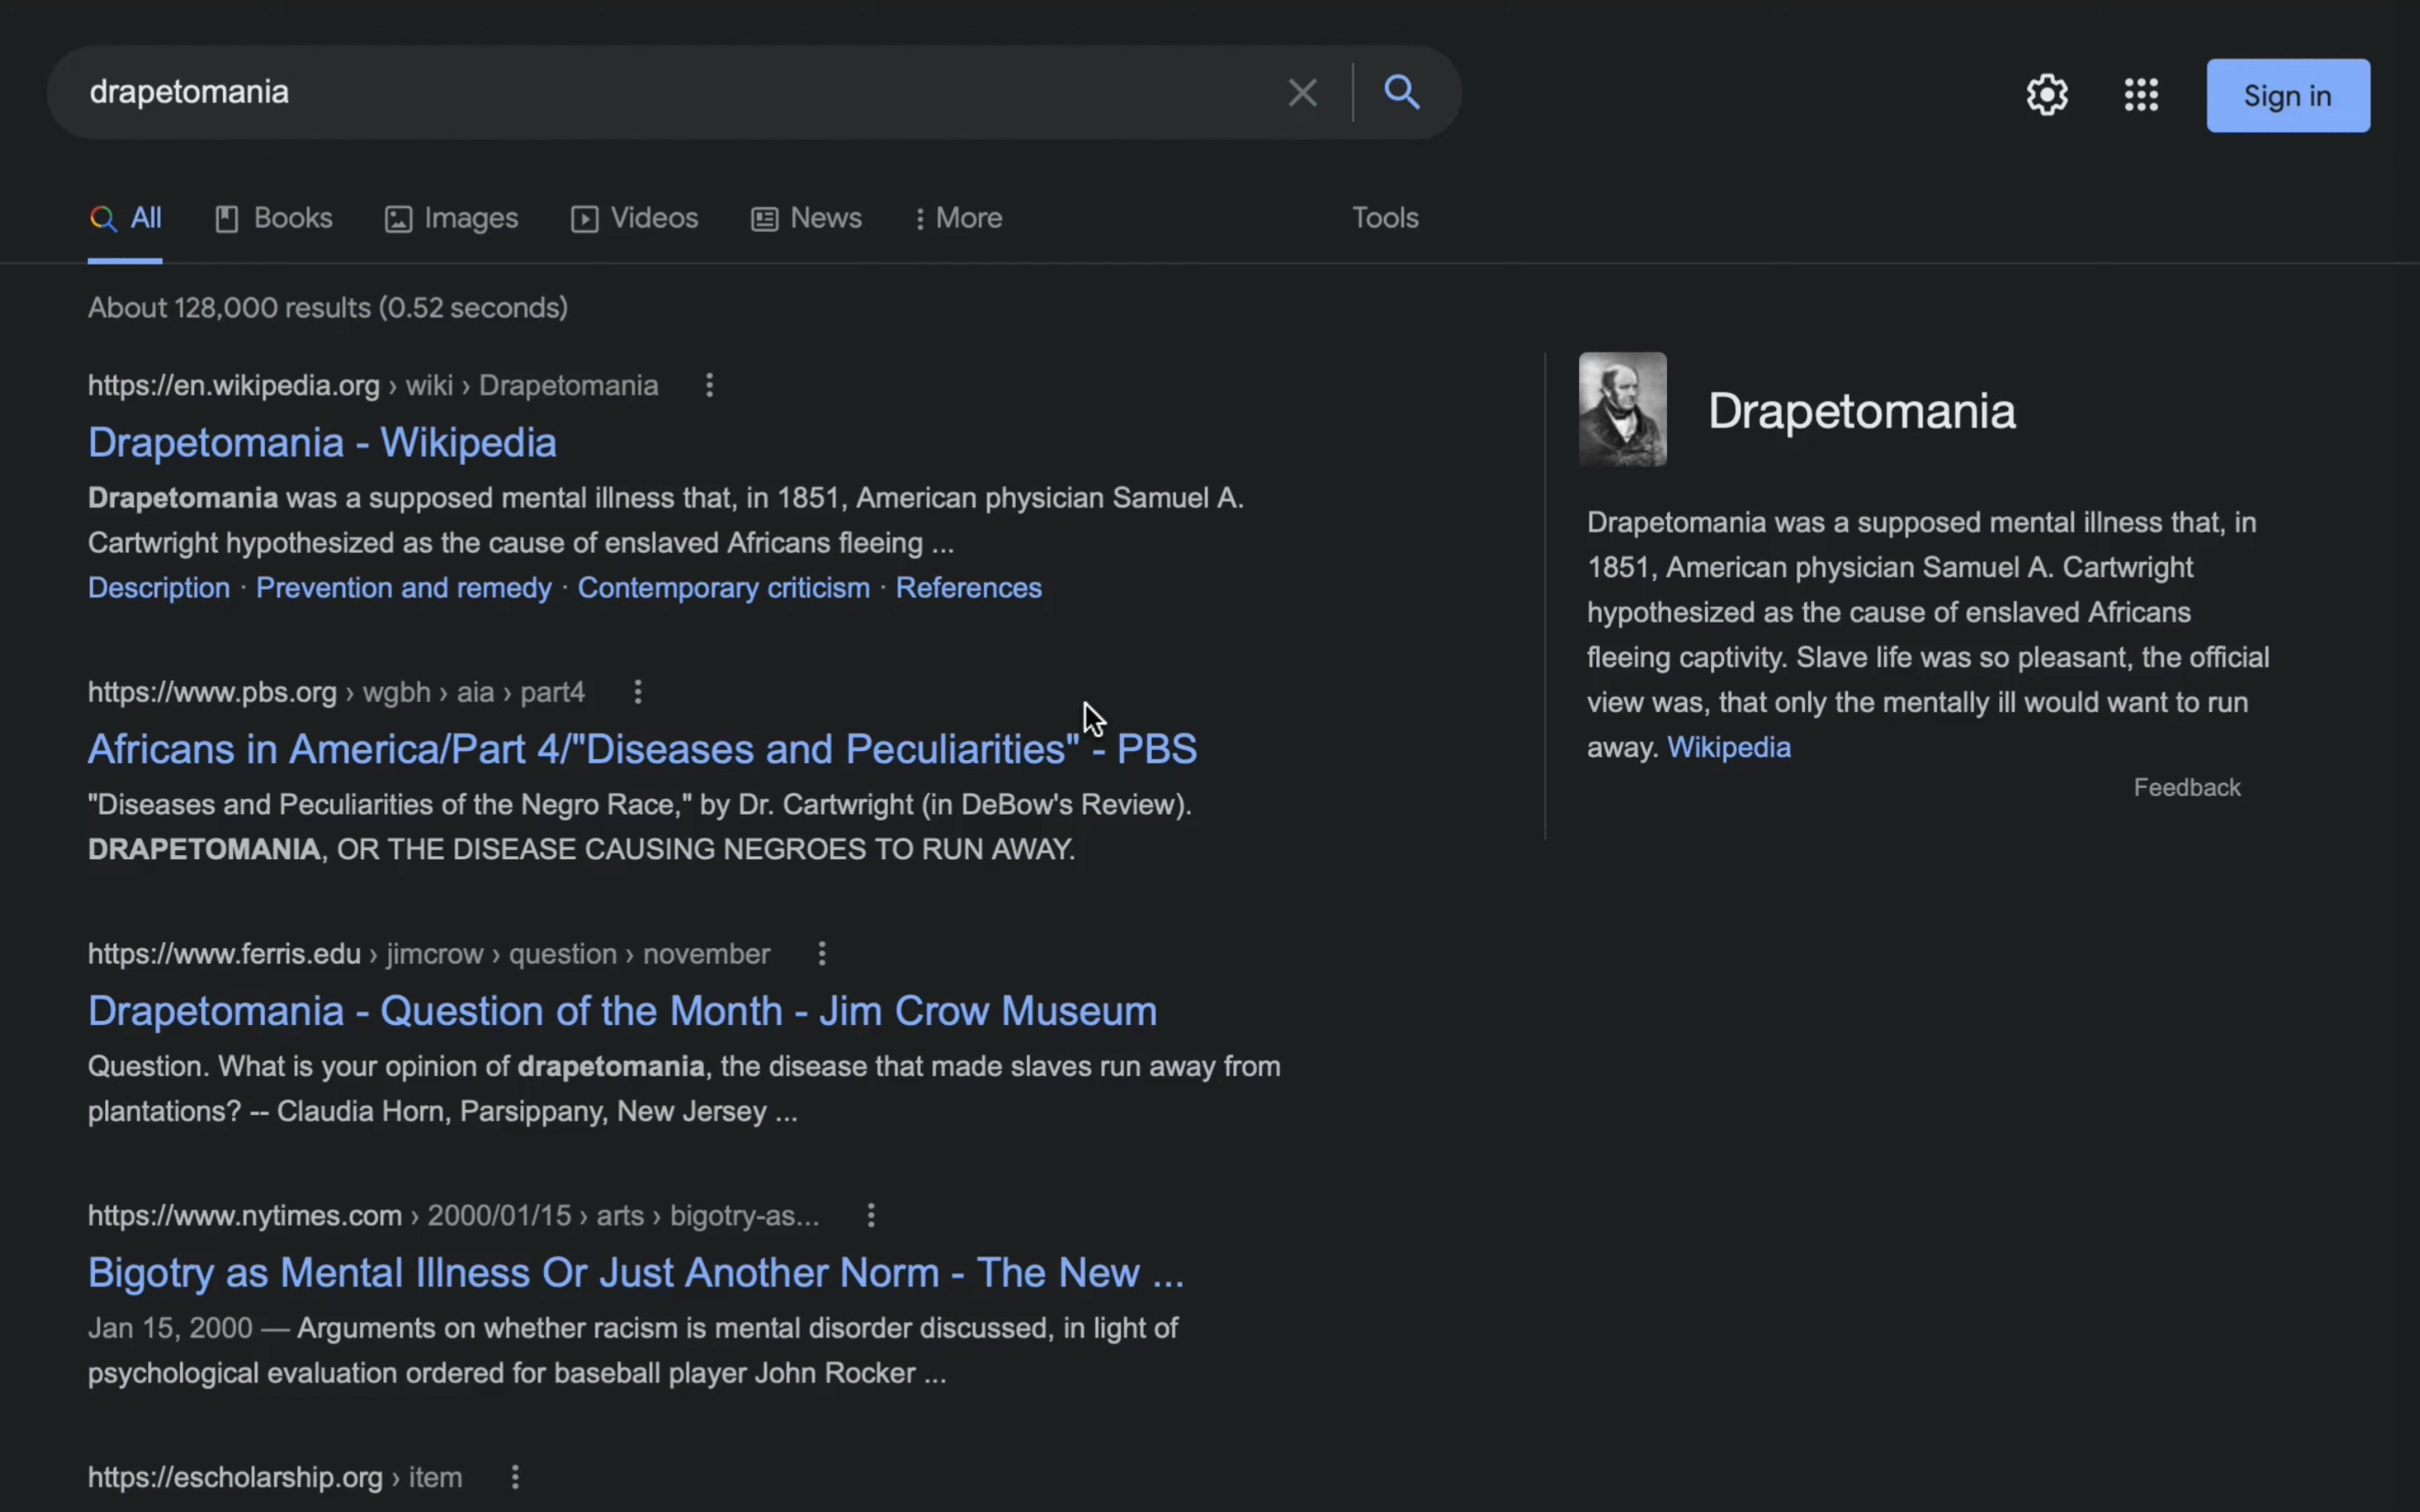 drapetomania
Sign in
All Books Images Videos News More Tools
About 128,000 results (0.52 seconds)
https://en.wikipedia.org › wiki › Drapetomania
Drapetomania - Wikipedia
Drapetomania was a supposed mental illness that, in 1851, American physician Samuel A.
Cartwright hypothesized as the cause of enslaved Africans fleeing ...
Description · Prevention and remedy · Contemporary criticism · References
https://www.pbs.org › wgbh › aia › part4
Africans in America/Part 4/"Diseases and Peculiarities" - PBS
"Diseases and Peculiarities of the Negro Race," by Dr. Cartwright (in DeBow's Review).
DRAPETOMANIA, OR THE DISEASE CAUSING NEGROES TO RUN AWAY.
https://www.ferris.edu › jimcrow › question › november
Drapetomania - Question of the Month - Jim Crow Museum
Question. What is your opinion of drapetomania, the disease that made slaves run away from
plantations? -- Claudia Horn, Parsippany, New Jersey ...
https://www.nytimes.com › 2000/01/15 › arts › bigotry-as...
Bigotry as Mental Illness Or Just Another Norm - The New ...
Jan 15, 2000 — Arguments on whether racism is mental disorder discussed, in light of
psychological evaluation ordered for baseball player John Rocker ...
https://escholarship.org › item
Drapetomania
Drapetomania was a supposed mental illness that, in
1851, American physician Samuel A. Cartwright
hypothesized as the cause of enslaved Africans
fleeing captivity. Slave life was so pleasant, the official
view was, that only the mentally ill would want to run
away. Wikipedia
Feedback